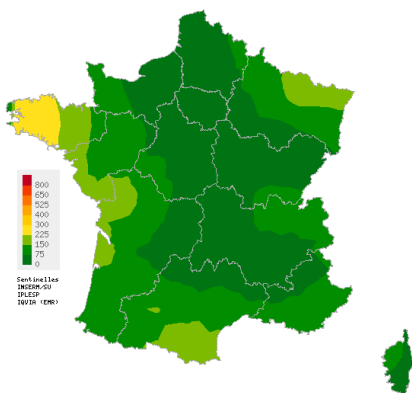 800
650
525
400
300
225
150
75
0
Sentinelles
INSERM/SU
IPLESP
IQVIA (EMR)